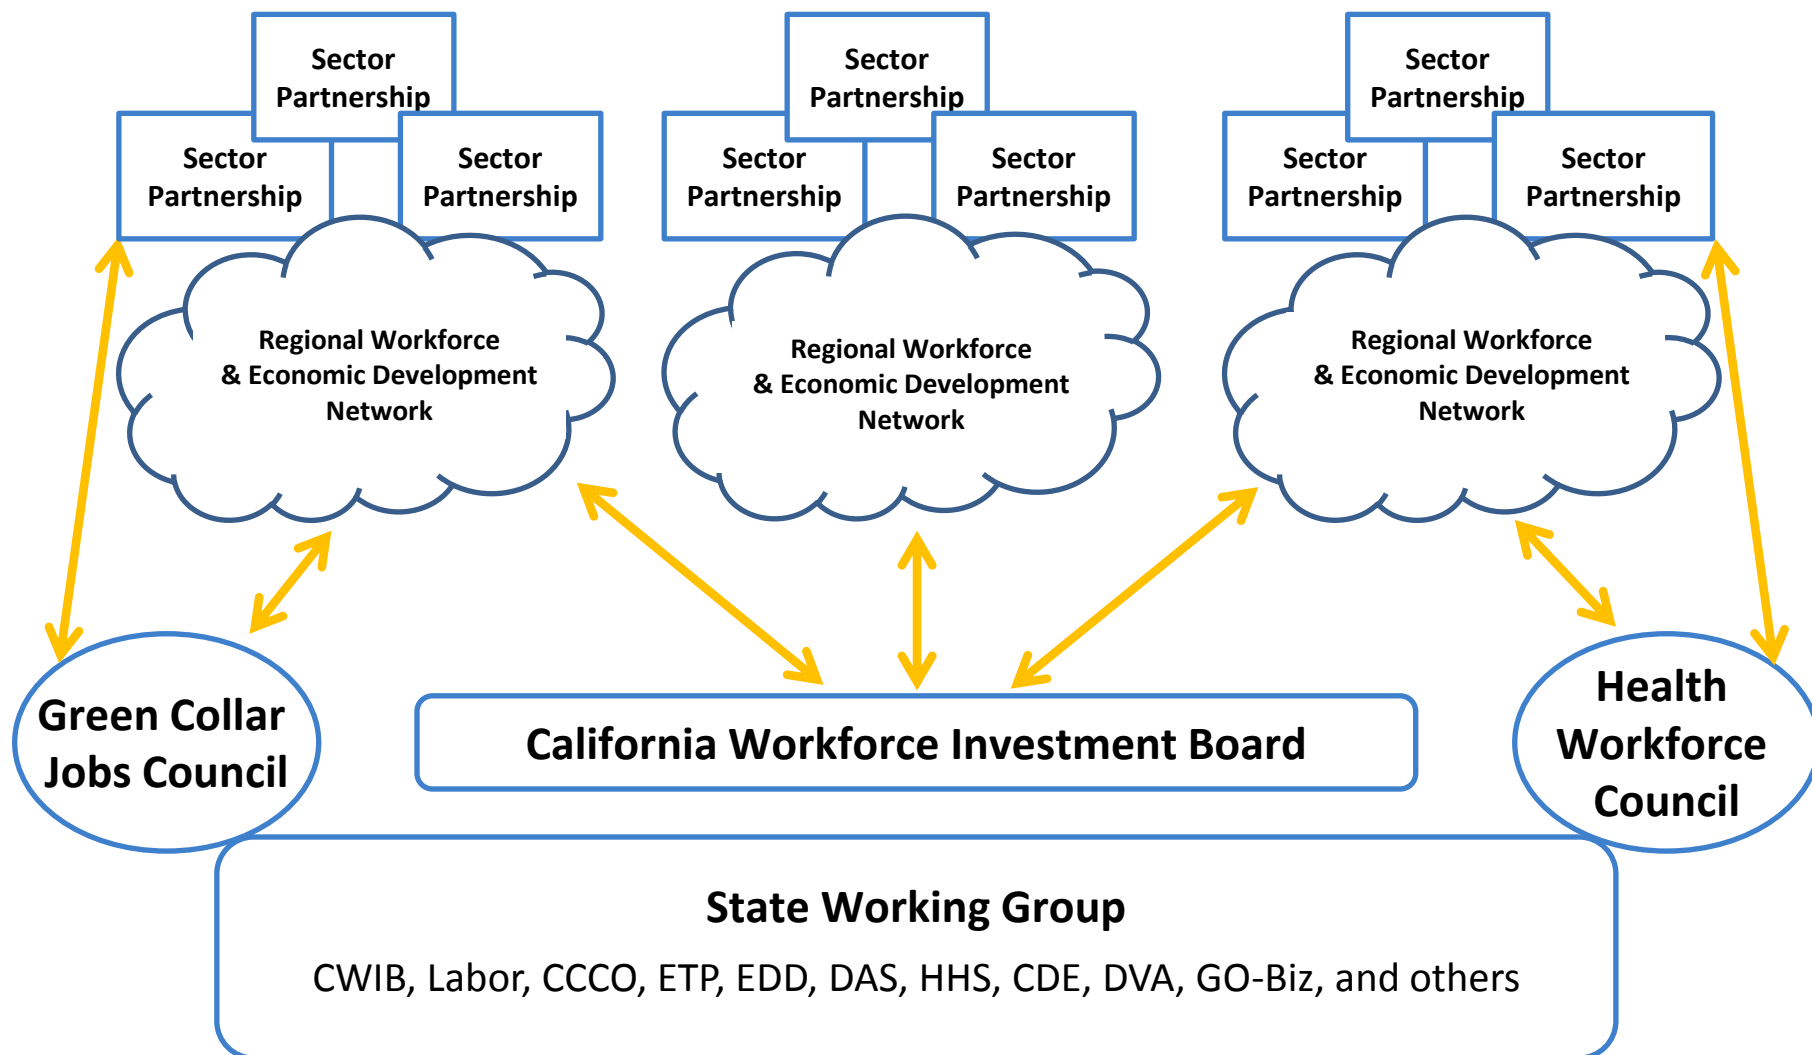 Sector
Partnership
Sector
Partnership
Sector
Partnership
Sector
Partnership
Sector
Partnership
Sector
Partnership
Sector
Partnership
Sector
Partnership
Sector
Partnership
Regional Workforce
& Economic Development
Network
Regional Workforce
& Economic Development
Network
Regional Workforce
& Economic Development
Network
Green Collar
Jobs Council
California Workforce Investment Board
Health
Workforce
Council
State Working Group
CWIB, Labor, CCCO, ETP, EDD, DAS, HHS, CDE, DVA, GO-Biz, and others